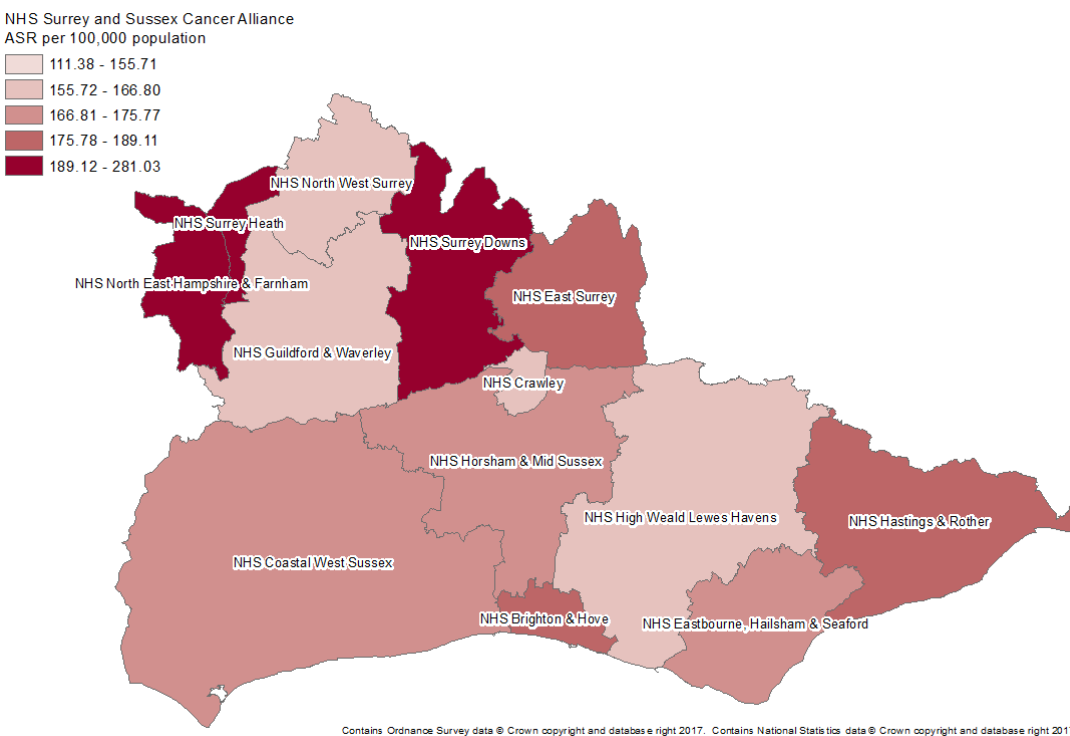 NHS Surrey and Sussex Cancer Alliance
ASR per 100,000 population
111.38 - 155.71
155.72 - 166.80
166.81 - 175.77
175.78 - 189.11
189.12 - 281.03
NHS North West Surrey
NHS Surrey Heath
NHS Surrey Downs
NHS North East Hampshire & Farnham
NHS East Surrey
NHS Guildford & Waverley
NHS Crawley
NHS Horsham & Mid Sussex
NHS High Weald Lewes Havens
NHS Hastings & Rother
NHS Coastal West Sussex
NHS Brighton & Hove
NHS Eastbourne, Hailsham & Seaford
Contains Ordnance Survey data © Crown copyright and database right 2017. Contains National Statistics data © Crown copyright and database right 2017